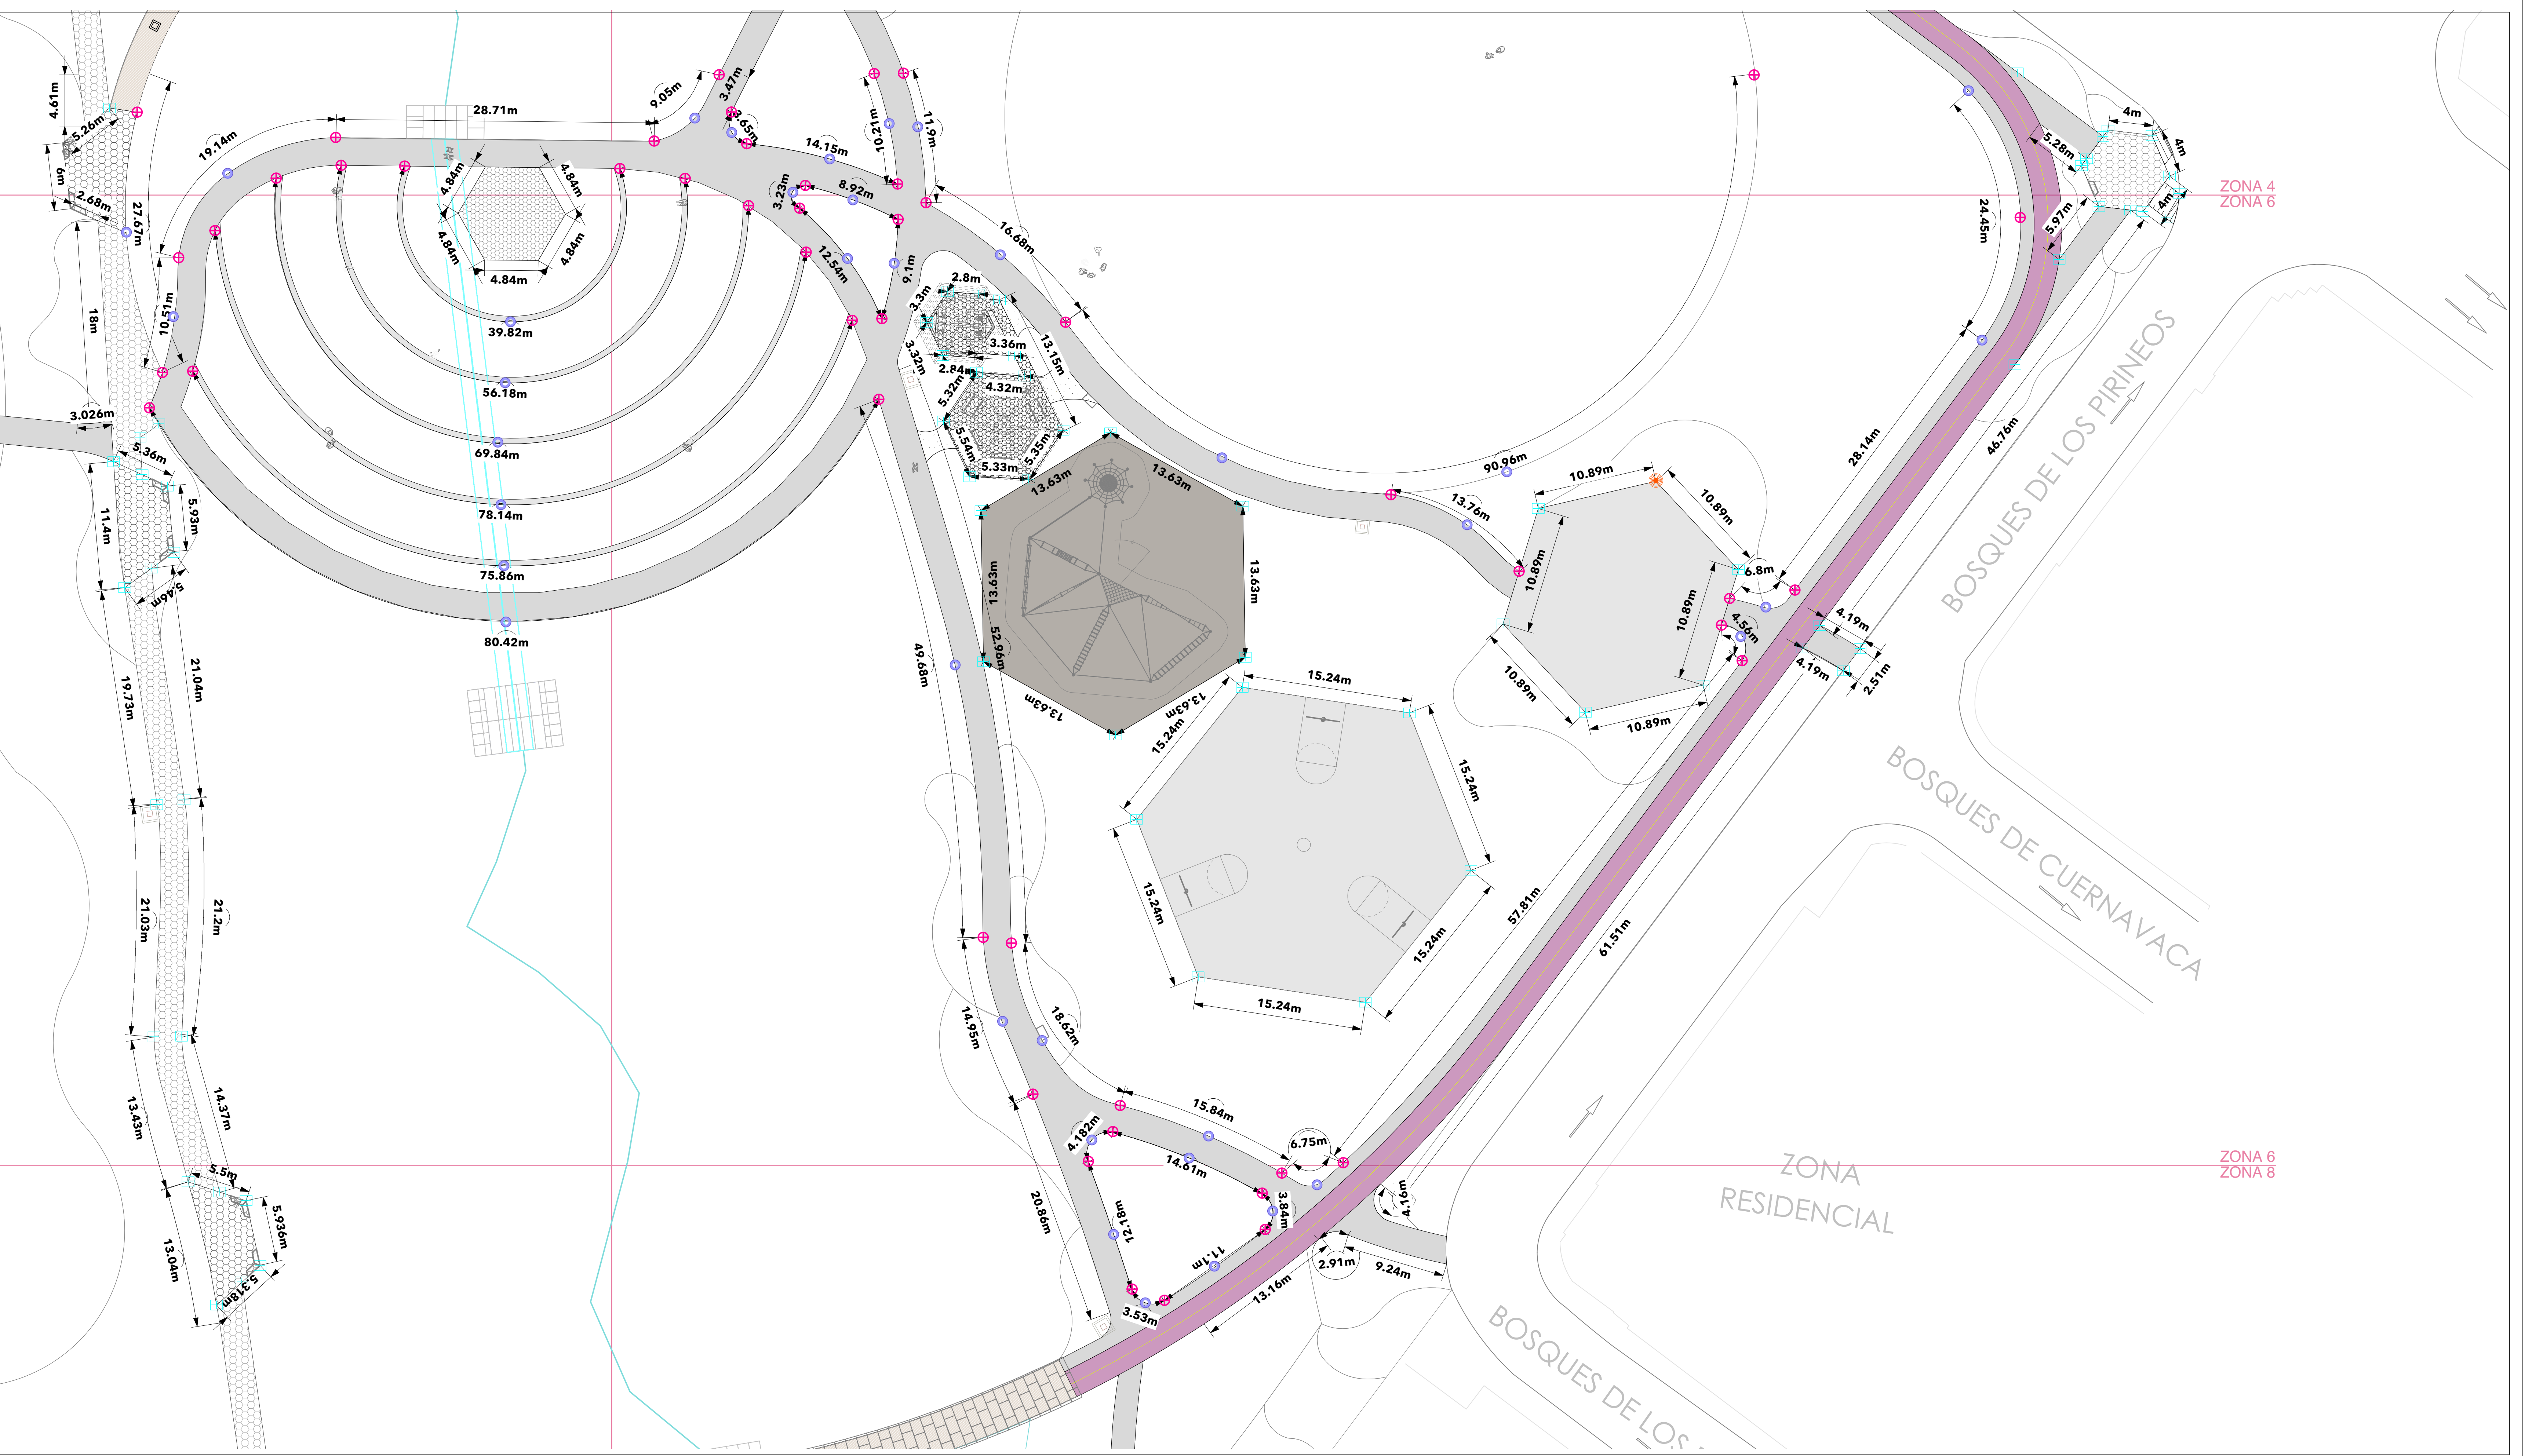 4.61m
5.26m
6m
2.68m
27.67m
19.14m
28.71m
9.05m
3.47m
14.15m
10.21m
11.9m
3.23m
8.92m
4.84m
4.84m
4.84m
4.84m
4.84m
12.54m
9.1m
16.68m
18m
10.51m
39.82m
56.18m
69.84m
78.14m
75.86m
80.42m
3.026m
5.36m
11.4m
5.93m
5.46m
2.8m
3.3m
3.36m
3.32m
13.15m
2.84m
4.32m
5.32m
5.54m
5.35m
5.33m
13.63m
13.63m
13.63m
13.63m
13.63m
13.63m
52.96m
49.68m
90.96m
13.76m
10.89m
10.89m
10.89m
10.89m
10.89m
10.89m
6.8m
4.56m
4.19m
4.19m
2.51m
28.14m
46.76m
24.45m
5.28m
5.97m
4m
4m
4m
ZONA 4
ZONA 6
BOSQUES DE LOS PIRINEOS
BOSQUES DE CUERNAVACA
15.24m
15.24m
15.24m
15.24m
15.24m
15.24m
57.81m
61.51m
19.73m
21.04m
21.03m
21.2m
13.43m
14.37m
5.5m
5.936m
5.318m
13.04m
14.95m
18.62m
15.84m
6.75m
4.182m
14.61m
3.84m
20.86m
12.18m
11.1m
3.53m
13.16m
2.91m
9.24m
4.16m
ZONA 6
ZONA 8
ZONA
RESIDENCIAL
BOSQUES DE LOS